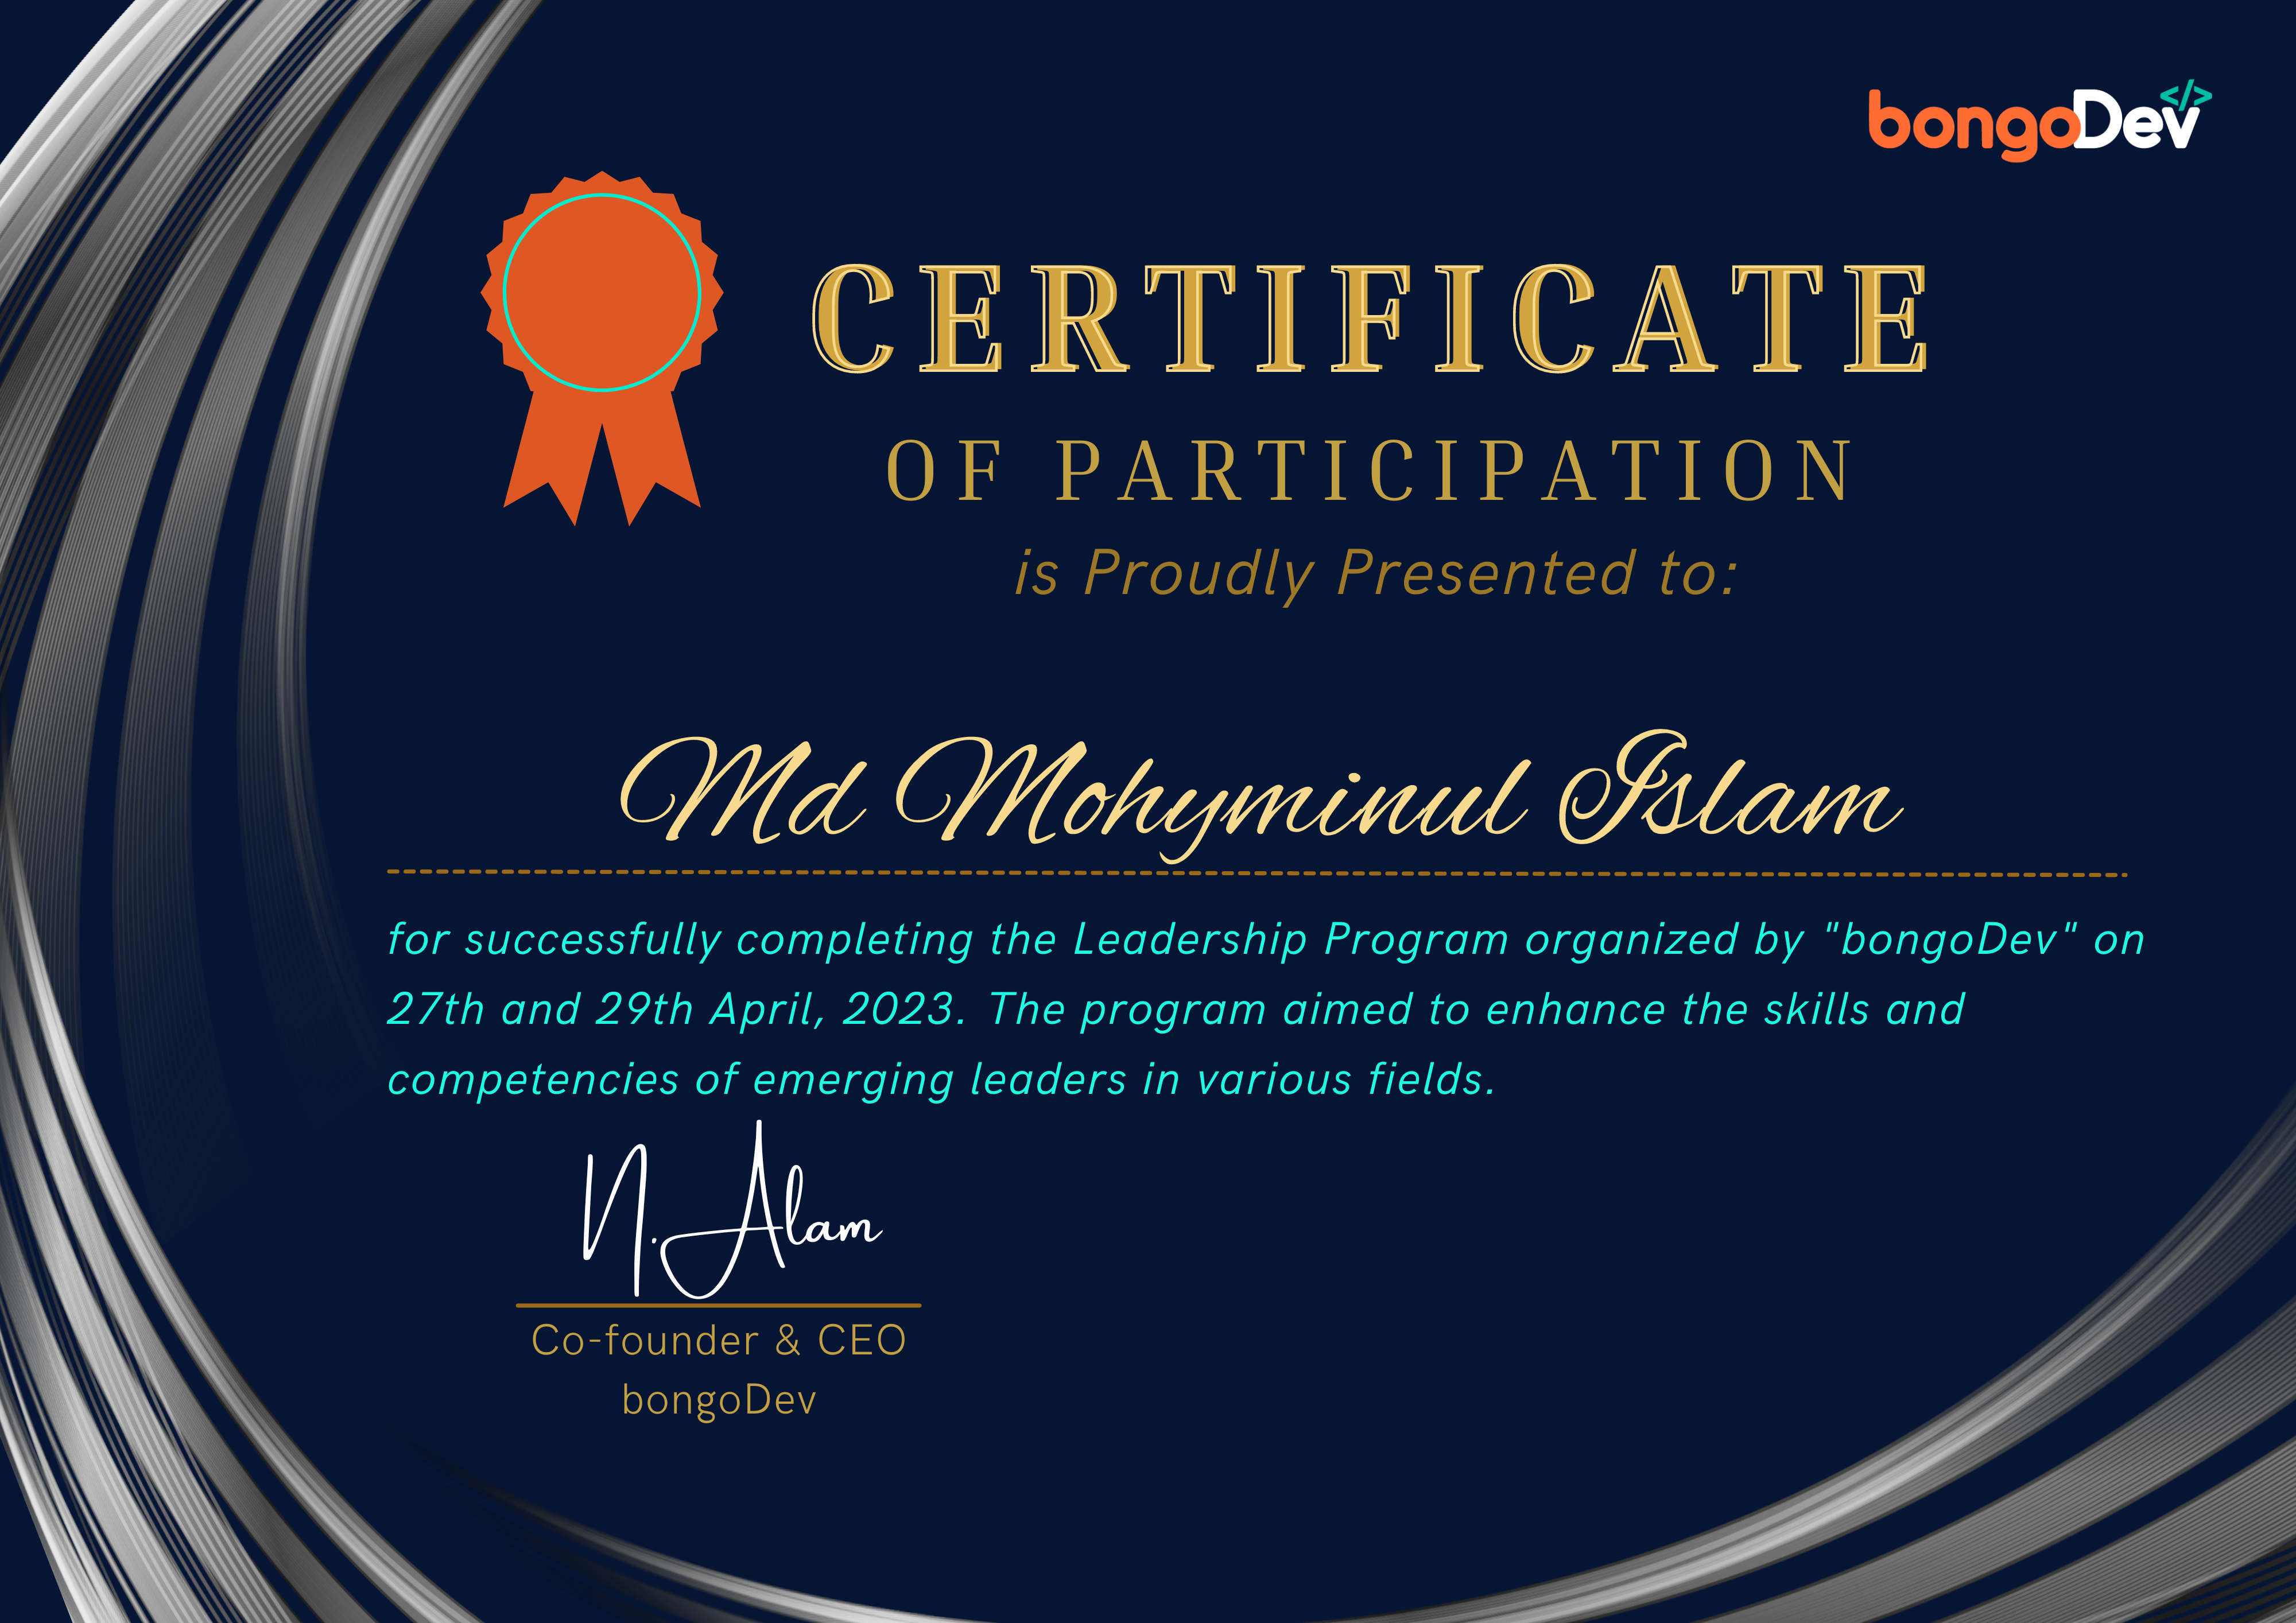 bongoDev </>
CERTIFICATE
OF PARTICIPATION
is Proudly Presented to:
Md Mohyminul Islam
for successfully completing the Leadership Program organized by "bongoDev" on
27th and 29th April, 2023. The program aimed to enhance the skills and
competencies of emerging leaders in various fields.
N. Alam
Co-founder & CEO
bongoDev